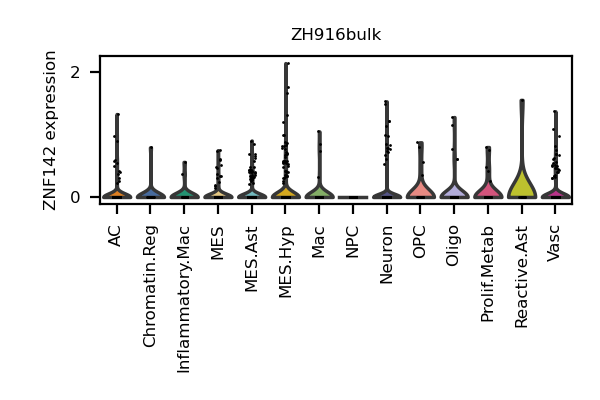 ZH916bulk
ZNF142 expression
2
0
AC
Chromatin.Reg
Inflammatory.Mac
MES
MES.Ast
MES.Hyp
Mac
NPC
Neuron
OPC
Oligo
Prolif.Metab
Reactive.Ast
Vasc